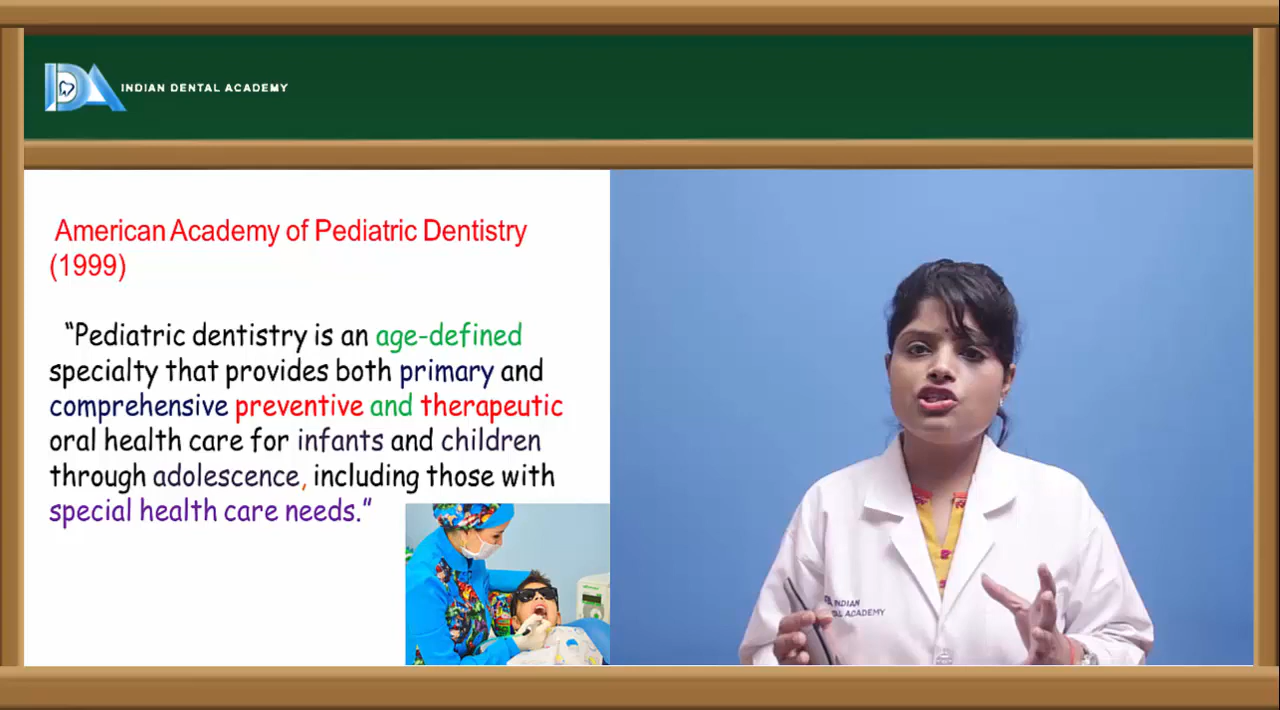 INDIAN DENTAL ACADEMY
American Academy of Pediatric Dentistry
(1999)
“Pediatric dentistry is an age-defined
specialty that provides both primary and
comprehensive preventive and therapeutic
oral health care for infants and children
through adolescence, including those with
special health care needs.”
INDIAN
ACADEMY